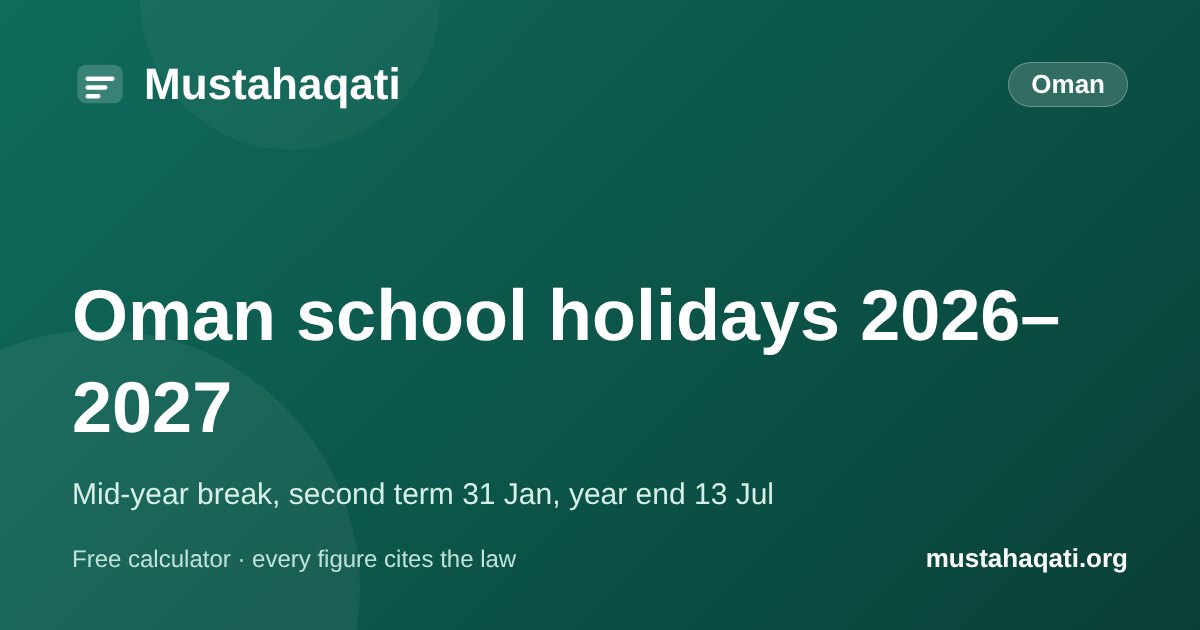 Mustahaqati
Oman
Oman school holidays 2026–
2027
Mid-year break, second term 31 Jan, year end 13 Jul
Free calculator · every figure cites the law
mustahaqati.org